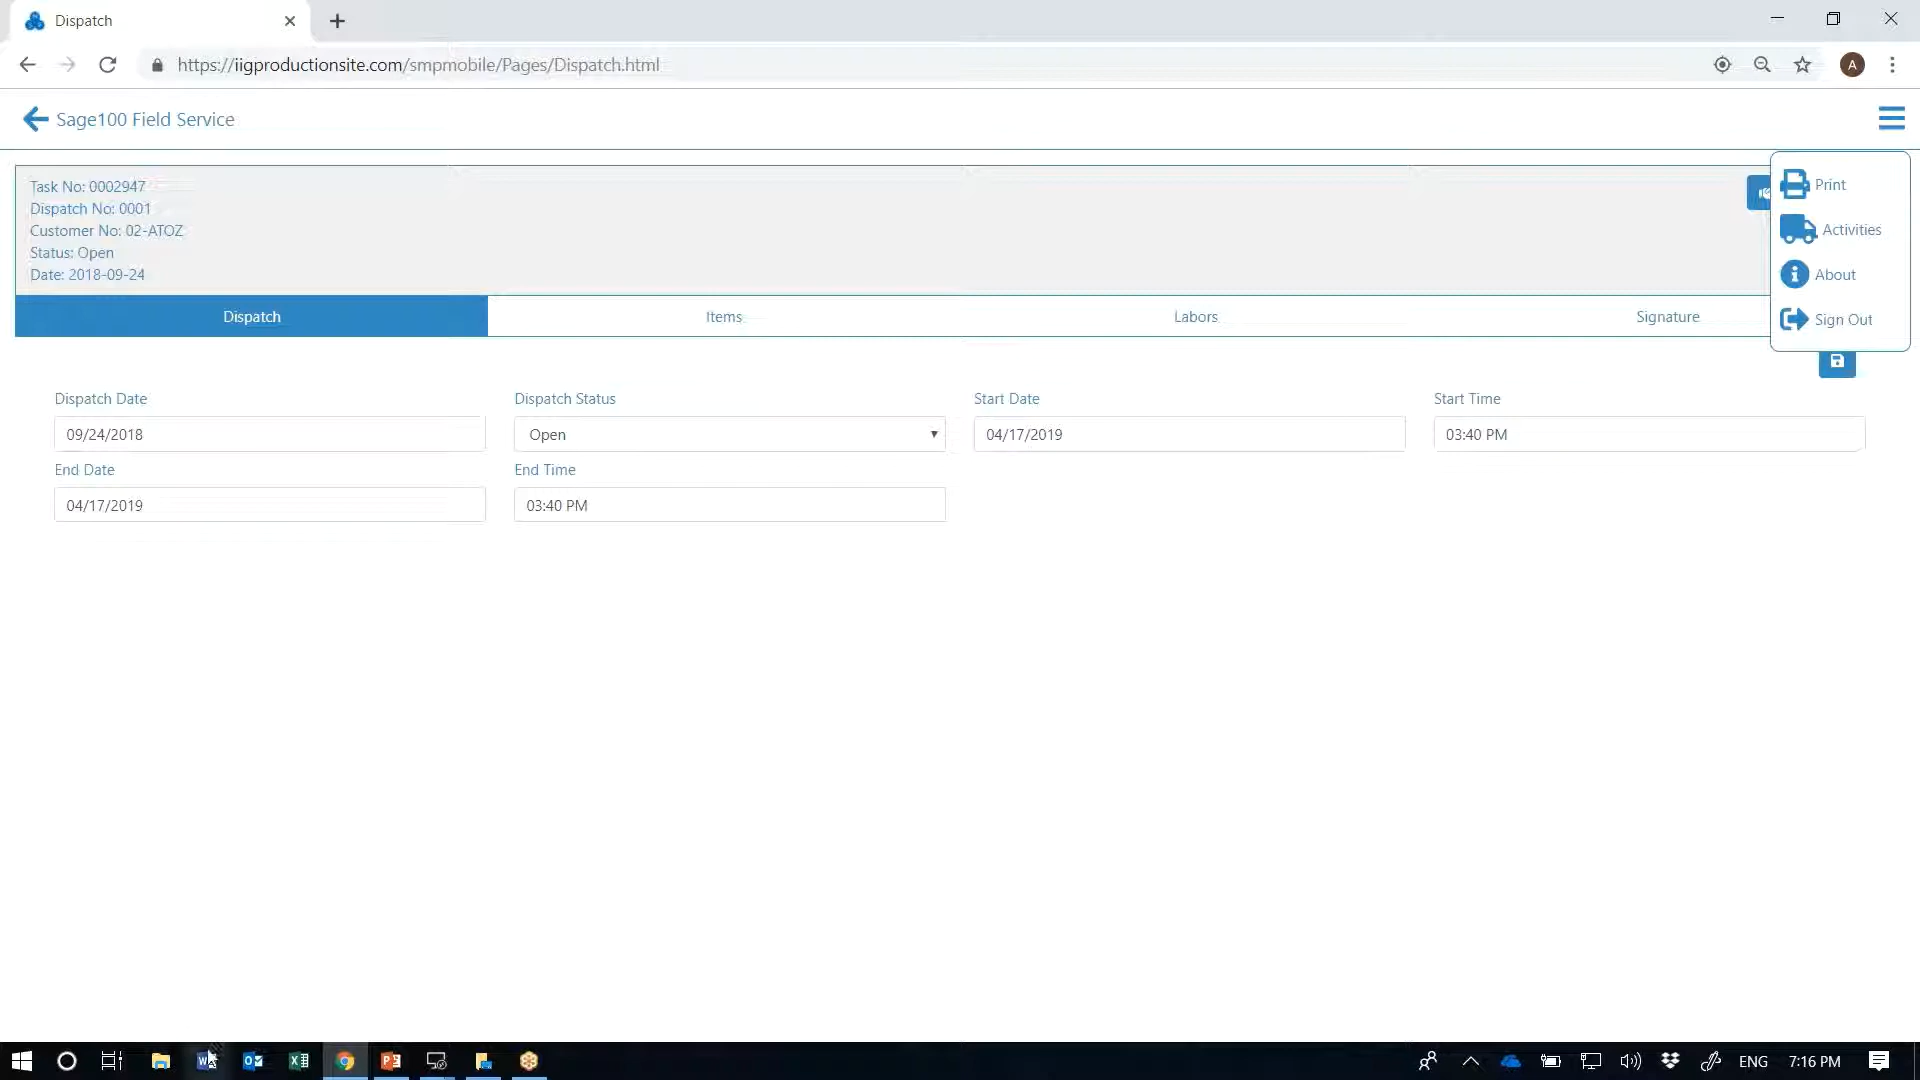 Dispatch
https://iigproductionsite.com/smpmobile/Pages/Dispatch.html
A
Sage100 Field Service
Task No: 0002947
Dispatch No: 0001
Customer No: 02-ATOZ
Status: Open
Date: 2018-09-24
Print
Activities
About
Sign Out
Dispatch Items Labors Signature
Dispatch Date Dispatch Status Start Date Start Time
09/24/2018 Open 04/17/2019 03:40 PM
End Date End Time
04/17/2019 03:40 PM
ENG 7:16 PM